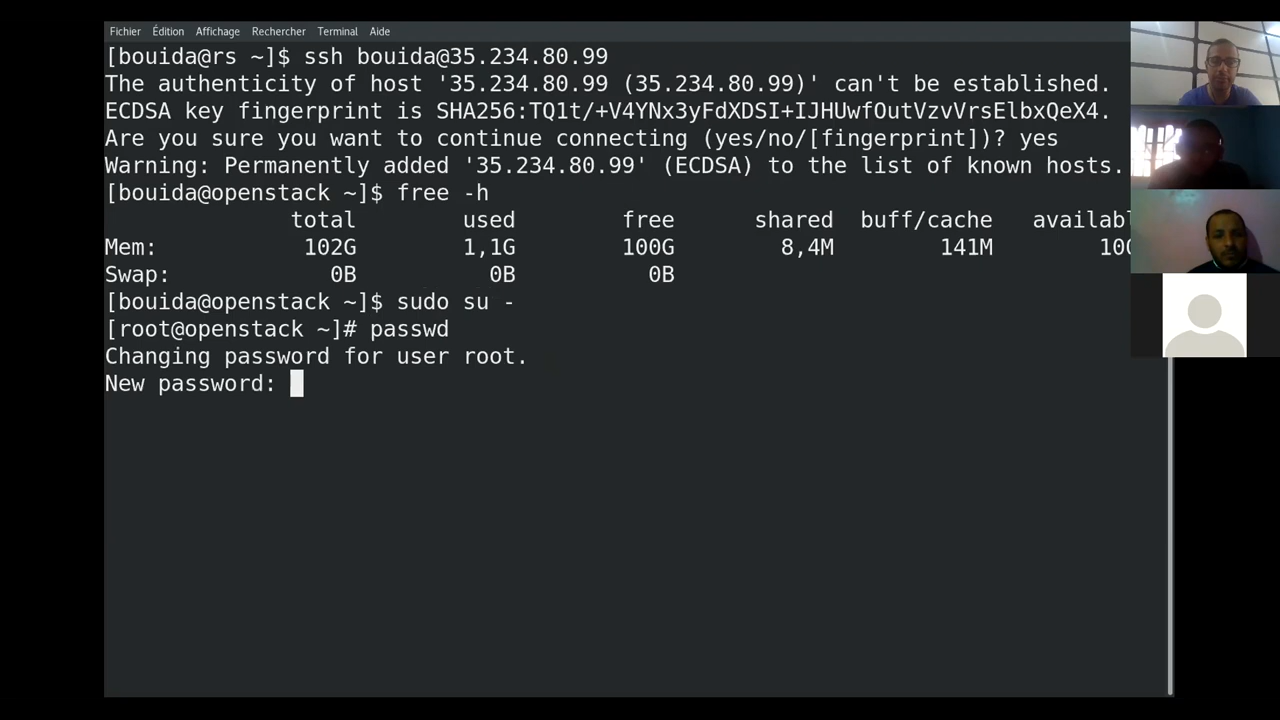 Fichier Édition Affichage Rechercher Terminal Aide
[bouida@rs ~]$ ssh bouida@35.234.80.99
The authenticity of host '35.234.80.99 (35.234.80.99)' can't be established.
ECDSA key fingerprint is SHA256:TQ1t/+V4YNx3yFdXDSI+IJHUwfOutVzvVrsElbxQeX4.
Are you sure you want to continue connecting (yes/no/[fingerprint])? yes
Warning: Permanently added '35.234.80.99' (ECDSA) to the list of known hosts.
[bouida@openstack ~]$ free -h
total used free shared buff/cache
Mem: 102G 1,1G 100G 8,4M 141M
Swap: 0B 0B 0B
[bouida@openstack ~]$ sudo su -
[root@openstack ~]# passwd
Changing password for user root.
New password: